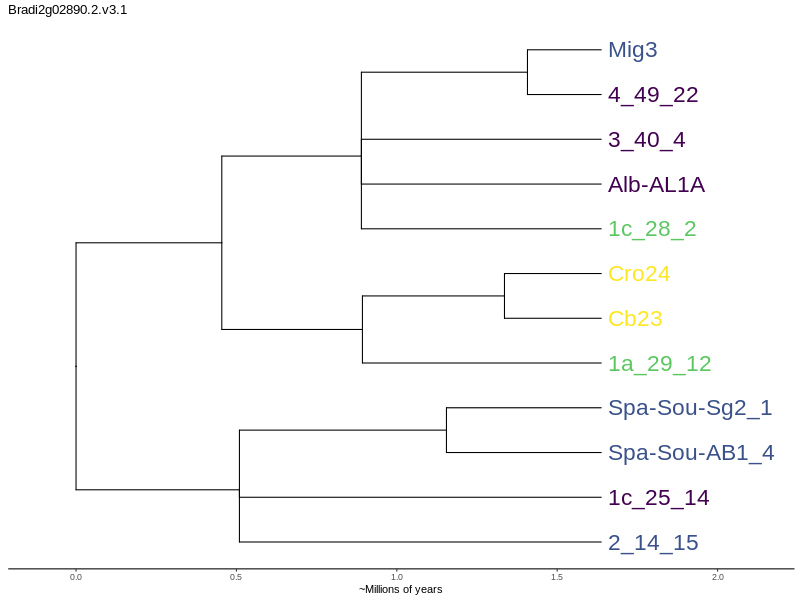 Bradi2g02890.2.v3.1
Mig3
4_49_22
3_40_4
Alb-AL1A
1c_28_2
Cro24
Cb23
1a_29_12
Spa-Sou-Sg2_1
Spa-Sou-AB1_4
1c_25_14
2_14_15
0.0 0.5 1.0 1.5 2.0
~Millions of years